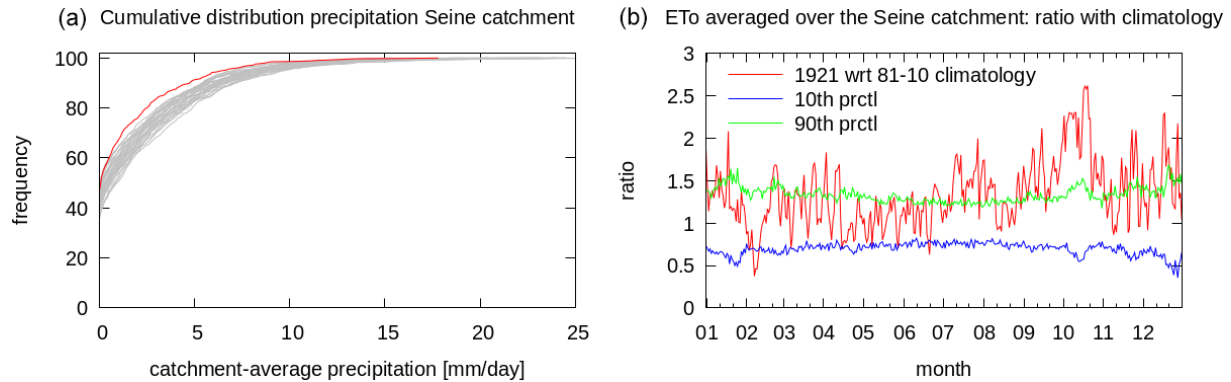 (a) Cumulative distribution precipitation Seine catchment
100
80
60
40
20
0
frequency
0 5 10 15 20 25
catchment-average precipitation [mm/day]
(b) ETo averaged over the Seine catchment: ratio with climatology
3
2.5
2
1.5
1
0.5
0
ratio
1921 wrt 81-10 climatology
10th prctl
90th prctl
01 02 03 04 05 06 07 08 09 10 11 12
month